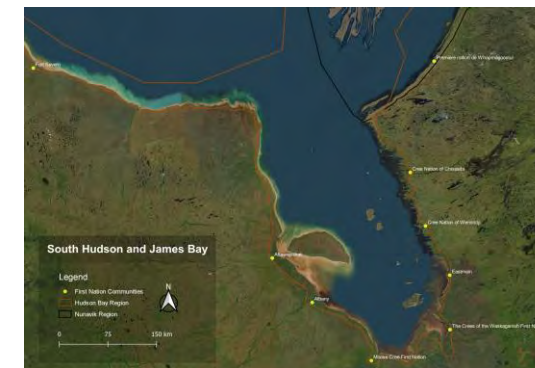 Fort Severn
Première nation de Whapmagoostui
Cree Nation of Chisasibi
Cree Nation of Wemindji
Attawapiskat
Eastmain
Albany
The Crees of the Waskaganish First N
Moose Cree First Nation
South Hudson and James Bay
Legend
First Nation Communities
Hudson Bay Region
Nunavik Region
N
0 75 150 km